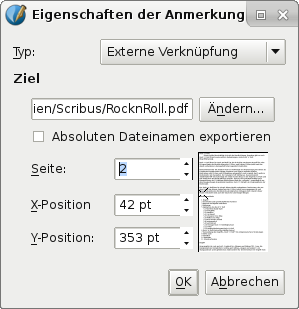 Eigenschaften der Anmerkung
Typ: Externe Verknüpfung
Ziel
ien/Scribus/RocknRoll.pdf Ändern...
Absoluten Dateinamen exportieren
Seite: 2
X-Position 42 pt
Y-Position: 353 pt
OK Abbrechen